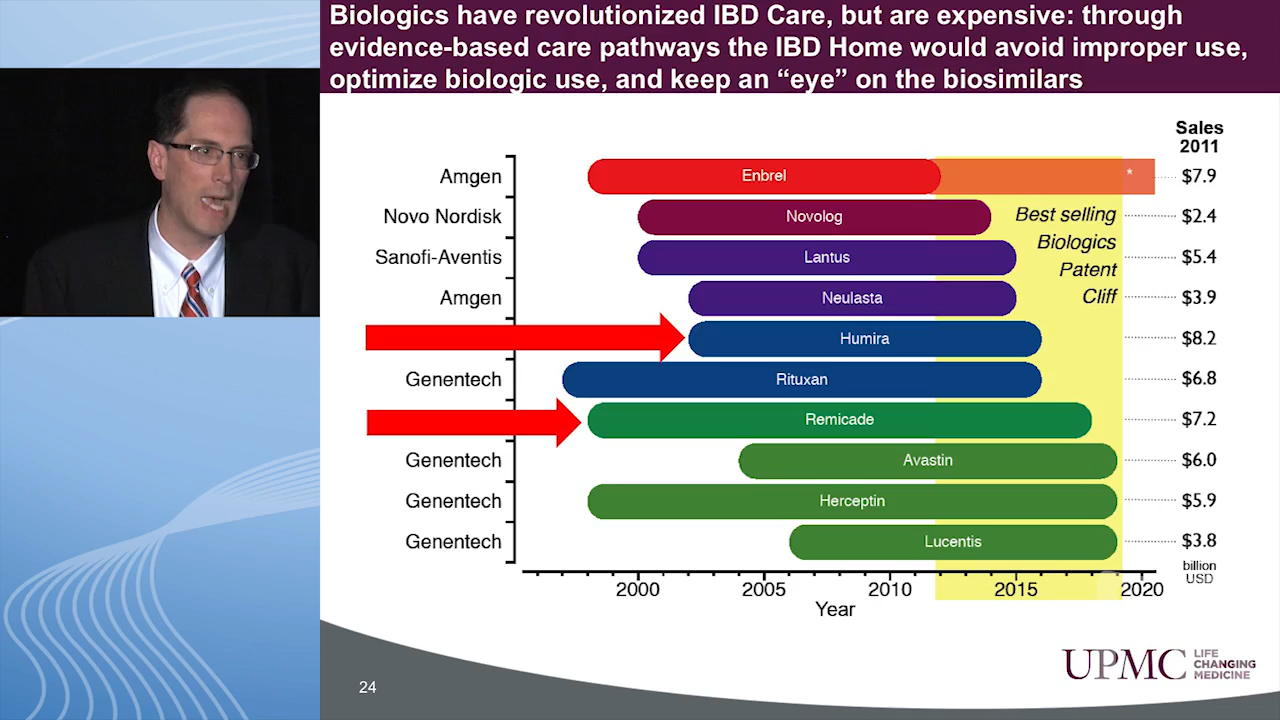 Biologics have revolutionized IBD Care, but are expensive: through
evidence-based care pathways the IBD Home would avoid improper use,
optimize biologic use, and keep an “eye” on the biosimilars
Sales
2011
Amgen
Enbrel
*
$7.9
Novo Nordisk
Novolog
$2.4
Sanofi-Aventis
Lantus
$5.4
Amgen
Neulasta
$3.9
Best selling
Biologics
Patent
Cliff
Humira
$8.2
Genentech
Rituxan
$6.8
Remicade
$7.2
Genentech
Avastin
$6.0
Genentech
Herceptin
$5.9
Genentech
Lucentis
$3.8
billion
USD
2000 2005 2010 2015 2020
Year
24
UPMC
LIFE
CHANGING
MEDICINE